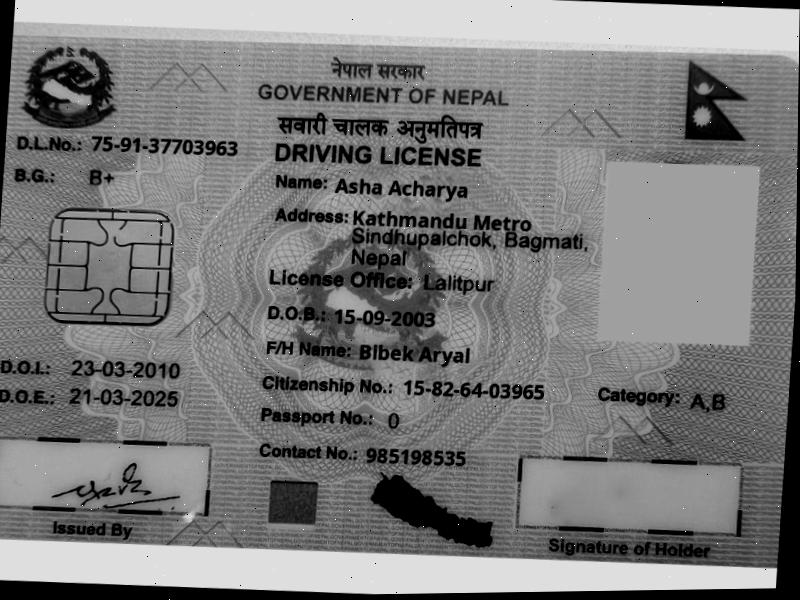 नेपाल सरकार
GOVERNMENT OF NEPAL
सवारी चालक अनुमतिपत्र
DRIVING LICENSE
D.L.No.: 75-91-37703963
B.G.: B+
Name: Asha Acharya
Address: Kathmandu Metro
Sindhupalchok, Bagmati,
Nepal
License Office: Lalitpur
D.O.B.: 15-09-2003
F/H Name: Bibek Aryal
D.O.I.: 23-03-2010
D.O.E.: 21-03-2025
Citizenship No.: 15-82-64-03965
Category: A,B
Passport No.: 0
Contact No.: 985198535
Issued By
Signature of Holder